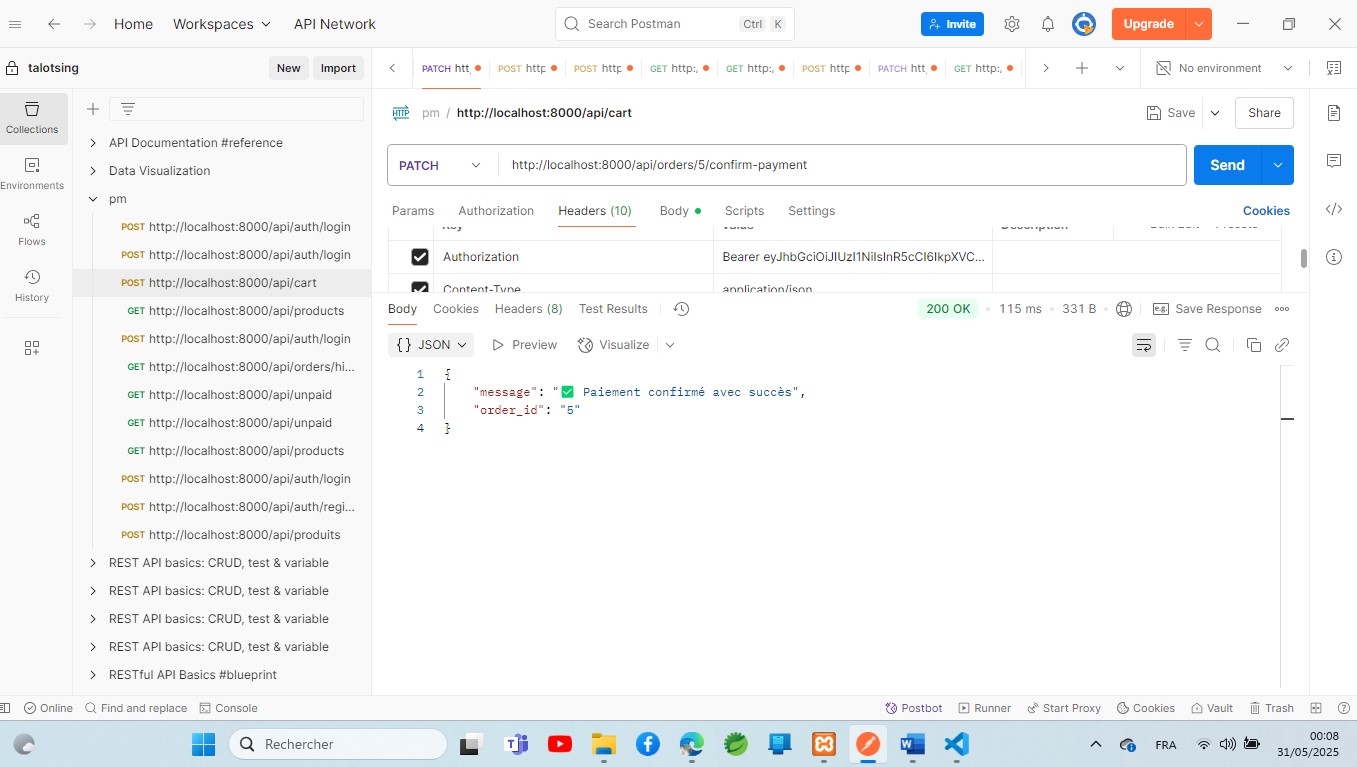 Home Workspaces API Network Search Postman Ctrl K Invite Upgrade
talotsing New Import PATCH htt, POST http POST http GET http:, GET http:, POST http PATCH htt, GET http:, No environment
Collections
Environments
Flows
History
API Documentation #reference
Data Visualization
pm
POST http://localhost:8000/api/auth/login
POST http://localhost:8000/api/auth/login
POST http://localhost:8000/api/cart
GET http://localhost:8000/api/products
POST http://localhost:8000/api/auth/login
GET http://localhost:8000/api/orders/hi...
GET http://localhost:8000/api/unpaid
GET http://localhost:8000/api/unpaid
GET http://localhost:8000/api/products
POST http://localhost:8000/api/auth/login
POST http://localhost:8000/api/auth/regi...
POST http://localhost:8000/api/produits
REST API basics: CRUD, test & variable
REST API basics: CRUD, test & variable
REST API basics: CRUD, test & variable
REST API basics: CRUD, test & variable
RESTful API Basics #blueprint
HTTP pm / http://localhost:8000/api/cart Save Share
PATCH http://localhost:8000/api/orders/5/confirm-payment Send
Params Authorization Headers (10) Body Scripts Settings Cookies
Authorization Bearer eyJhbGciOiJIUzI1NiIsInR5cCI6IkpXVC...
Content-Type application/json
Body Cookies Headers (8) Test Results 200 OK 115 ms 331 B e.g. Save Response
{} JSON Preview Visualize
1 {
2 "message": "✅ Paiement confirmé avec succès",
3 "order_id": "5"
4 }
Online Find and replace Console Postbot Runner Start Proxy Cookies Vault Trash
Rechercher FRA 00:08
31/05/2025